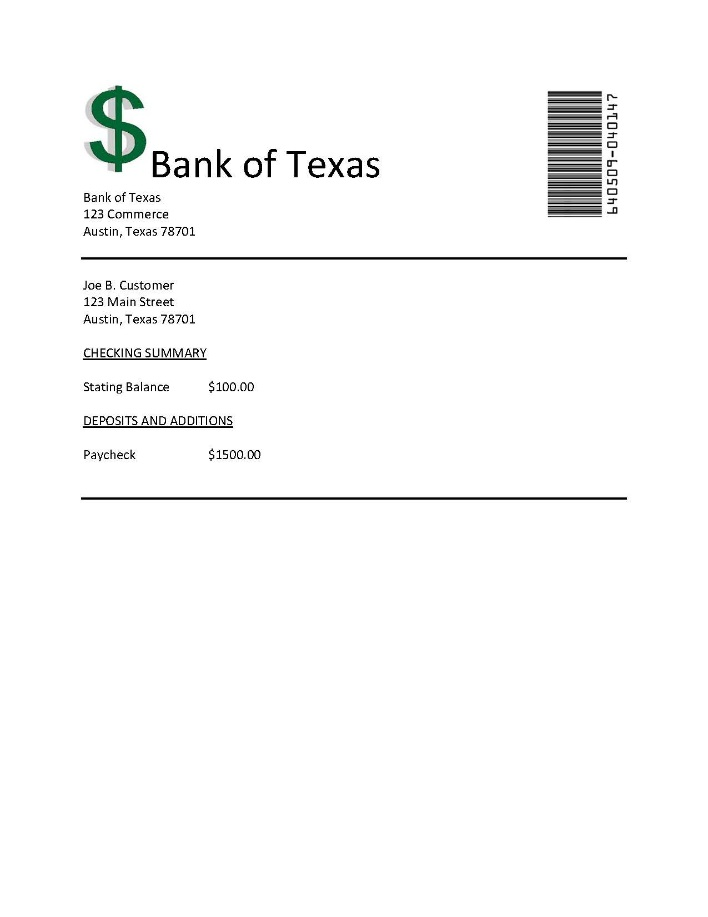 Bank of Texas
640509-040147
Bank of Texas
123 Commerce
Austin, Texas 78701
Joe B. Customer
123 Main Street
Austin, Texas 78701
CHECKING SUMMARY
Stating Balance $100.00
DEPOSITS AND ADDITIONS
Paycheck $1500.00